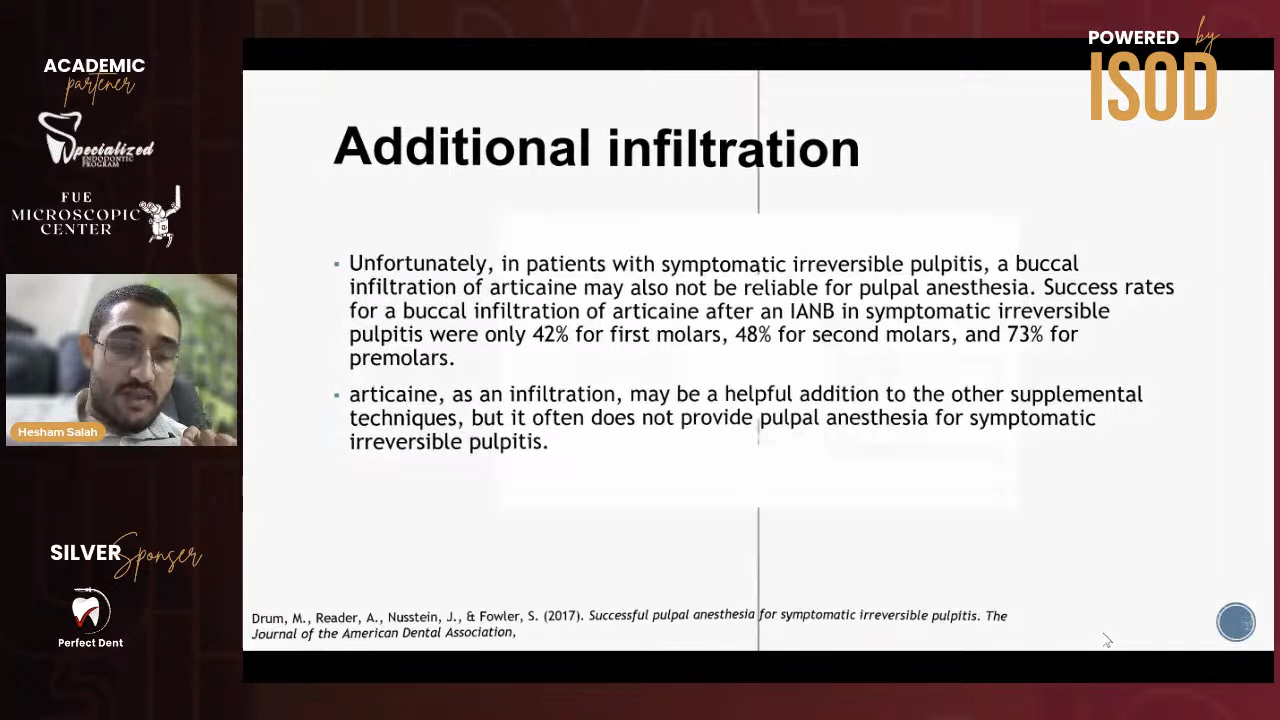 ACADEMIC
partener
Specialized
ENDODONTIC
PROGRAM
FUE
MICROSCOPIC
CENTER
Hesham Salah
SILVER
Sponser
Perfect Dent
POWERED by
ISOD
Additional infiltration
▪ Unfortunately, in patients with symptomatic irreversible pulpitis, a buccal
infiltration of articaine may also not be reliable for pulpal anesthesia. Success rates
for a buccal infiltration of articaine after an IANB in symptomatic irreversible
pulpitis were only 42% for first molars, 48% for second molars, and 73% for
premolars.
▪ articaine, as an infiltration, may be a helpful addition to the other supplemental
techniques, but it often does not provide pulpal anesthesia for symptomatic
irreversible pulpitis.
Drum, M., Reader, A., Nusstein, J., & Fowler, S. (2017). Successful pulpal anesthesia for symptomatic irreversible pulpitis. The
Journal of the American Dental Association,